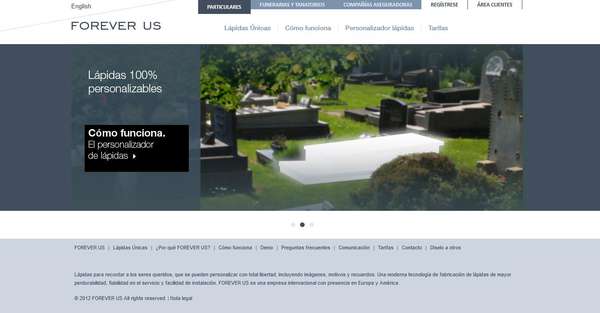 English
PARTICULARES
FUNERARIAS Y TANATORIOS
COMPAÑÍAS ASEGURADORAS
REGÍSTRESE
ÁREA CLIENTES
FOREVER US
Lápidas Únicas | Cómo funciona | Personalizador lápidas | Tarifas
Lápidas 100%
personalizables
Cómo funciona.
El personalizador
de lápidas
FOREVER US | Lápidas Únicas | ¿Por qué FOREVER US? | Cómo funciona | Demo | Preguntas frecuentes | Comunicación | Tarifas | Contacto | Díselo a otros
Lápidas para recordar a los seres queridos, que se pueden personalizar con total libertad, incluyendo imágenes, motivos y recuerdos. Una moderna tecnología de fabricación de lápidas de mayor
perdurabilidad, fiabilidad en el servicio y facilidad de instalación. FOREVER US es una empresa internacional con presencia en Europa y América.
© 2012 FOREVER US All rights reserved. | Nota legal